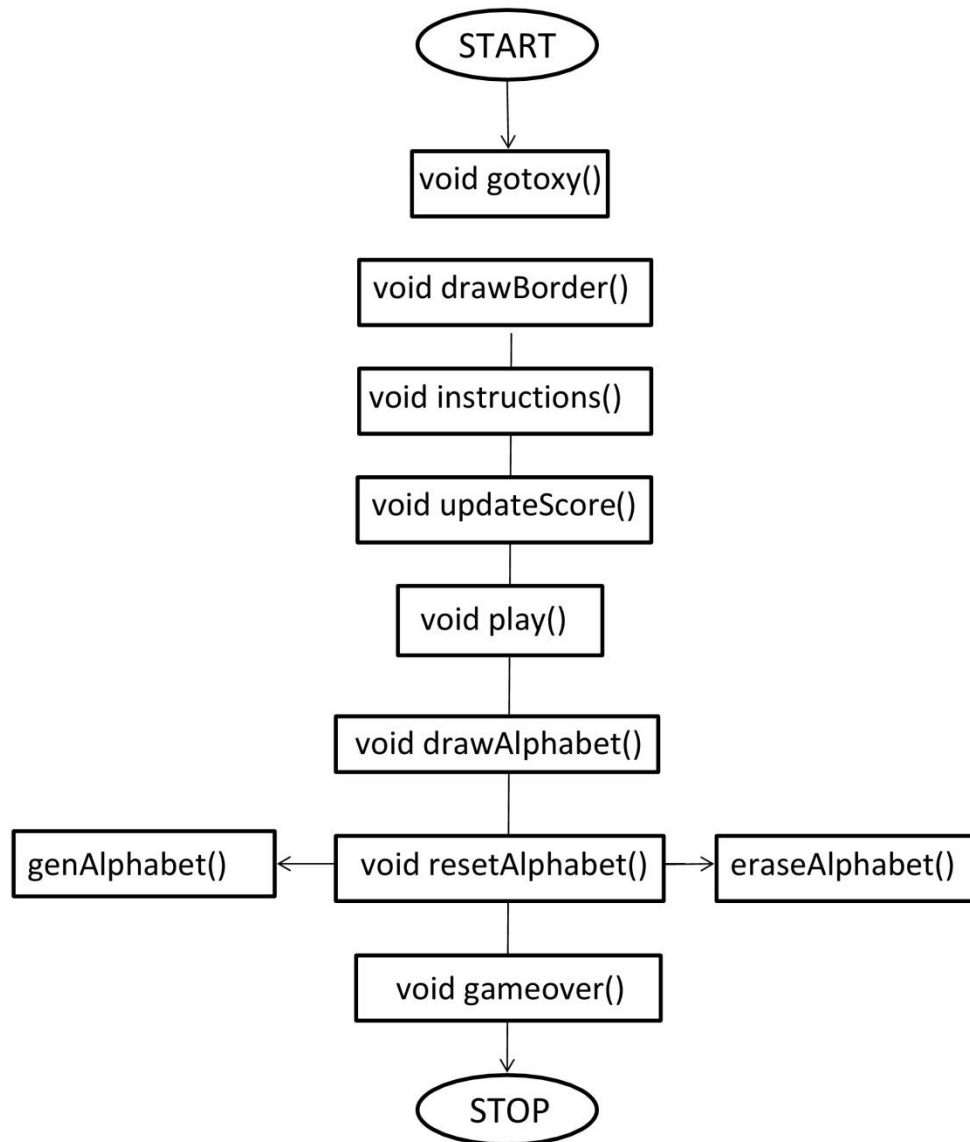 START
void gotoxy()
void drawBorder()
void instructions()
void updateScore()
void play()
void drawAlphabet()
genAlphabet()
void resetAlphabet()
eraseAlphabet()
void gameover()
STOP